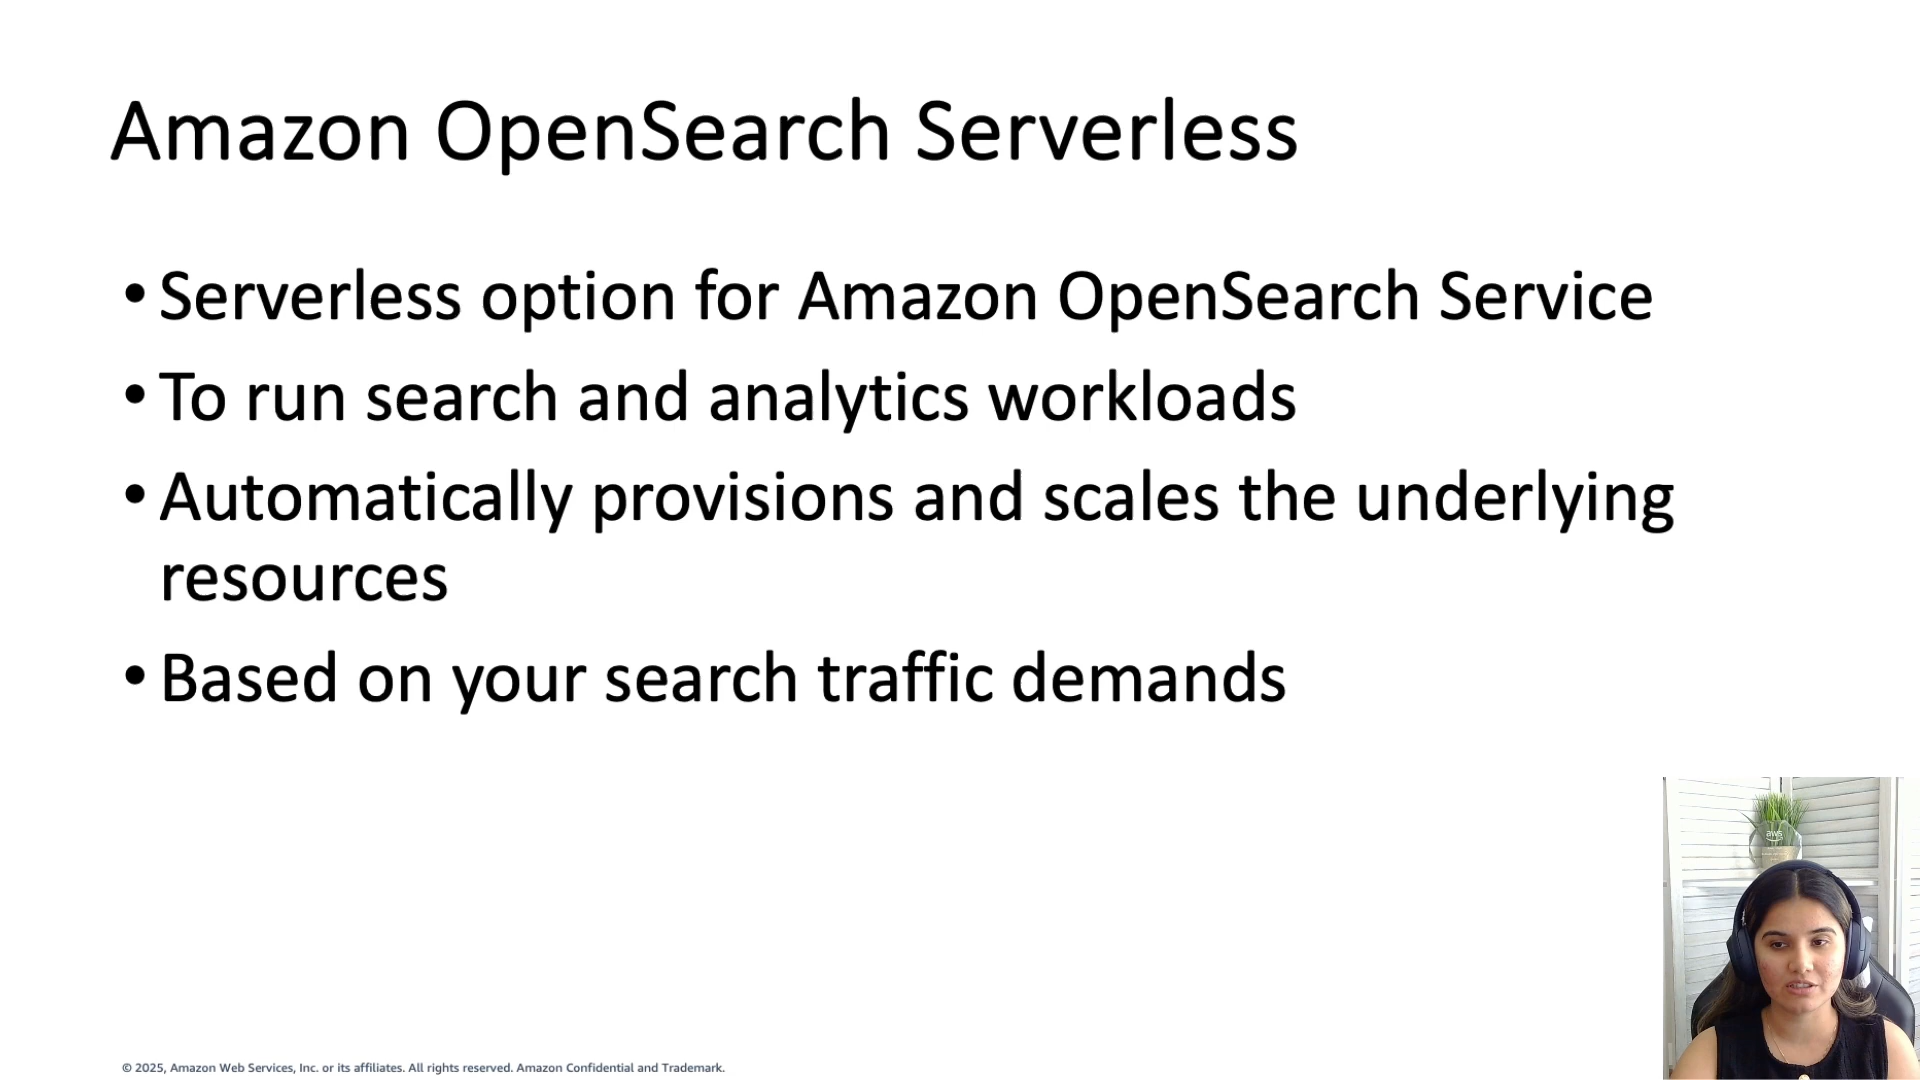 Amazon OpenSearch Serverless
• Serverless option for Amazon OpenSearch Service
• To run search and analytics workloads
• Automatically provisions and scales the underlying
resources
• Based on your search traffic demands
aws
© 2025, Amazon Web Services, Inc. or its affiliates. All rights reserved. Amazon Confidential and Trademark.